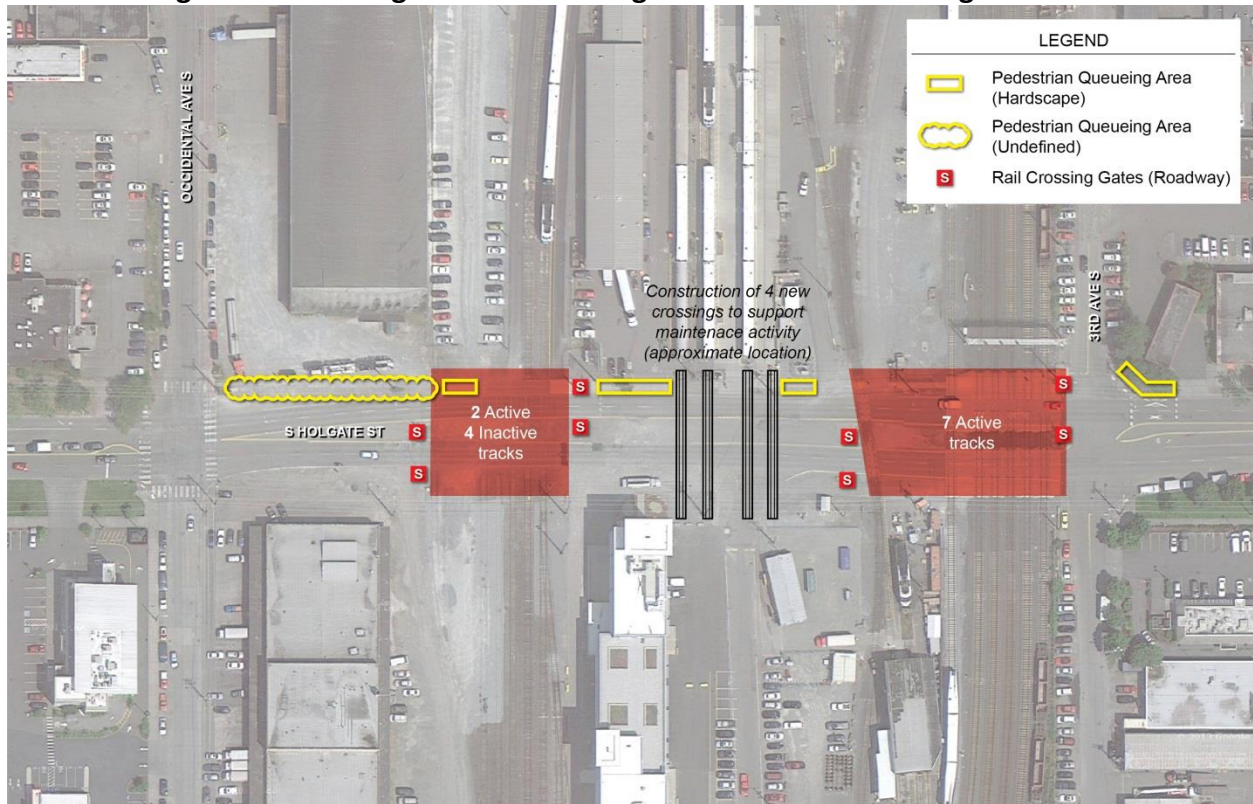 LEGEND
Pedestrian Queueing Area
(Hardscape)
Pedestrian Queueing Area
(Undefined)
S Rail Crossing Gates (Roadway)
OCCIDENTAL AVE S
3RD AVE S
Construction of 4 new
crossings to support
maintenace activity
(approximate location)
S
S
2 Active
4 Inactive
tracks
7 Active
tracks
S HOLGATE ST
S
S
S
S
S
S